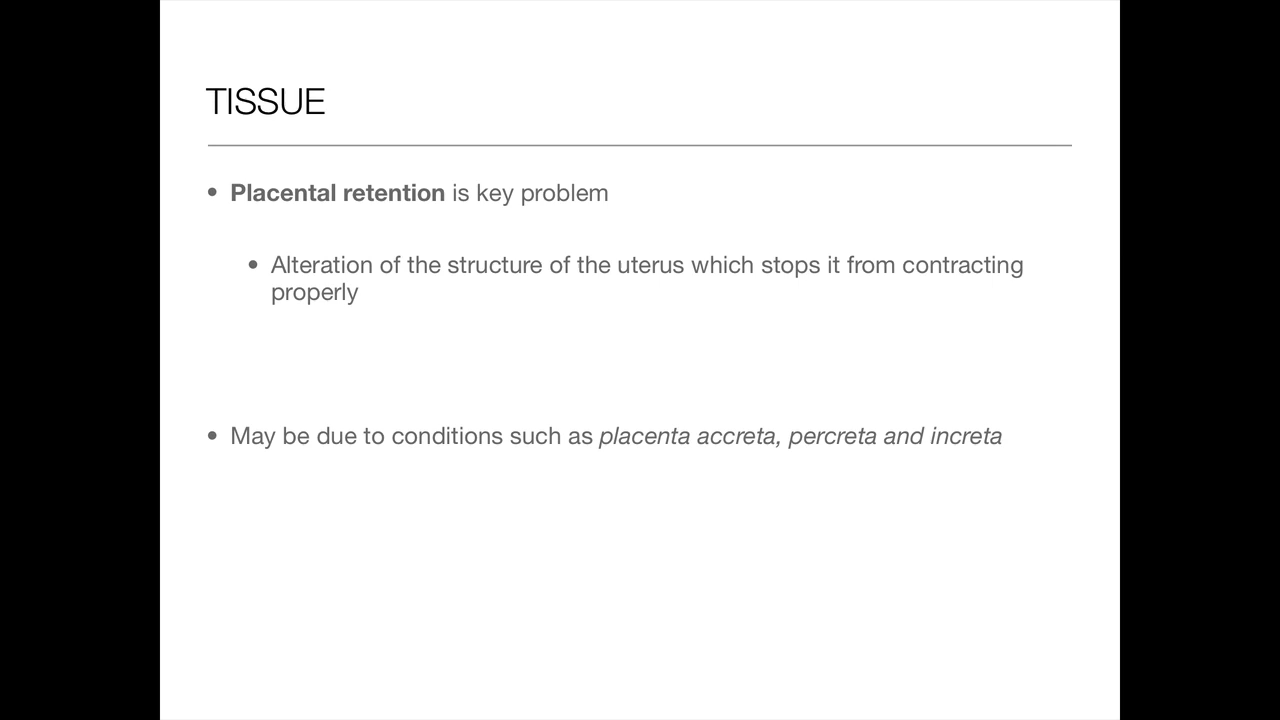 TISSUE
• Placental retention is key problem
• Alteration of the structure of the uterus which stops it from contracting
properly
• May be due to conditions such as placenta accreta, percreta and increta